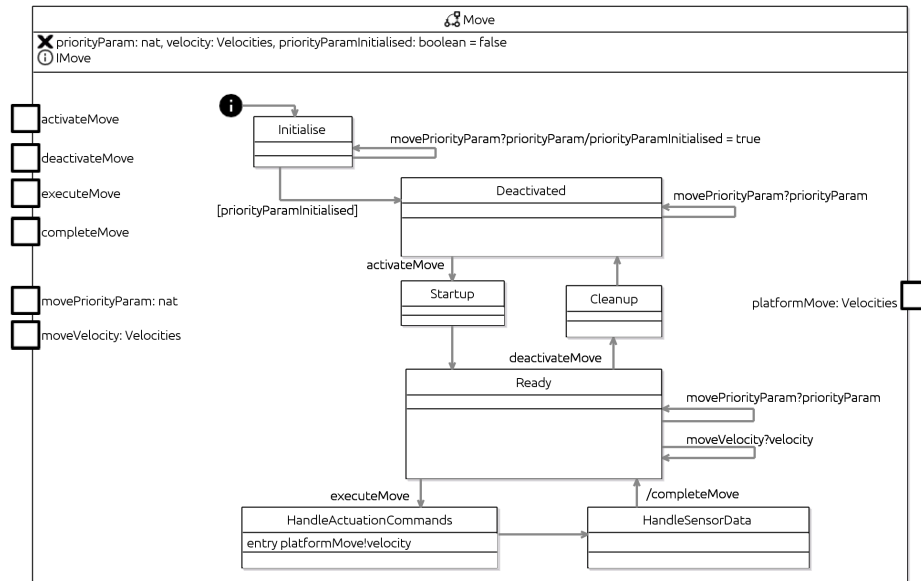 Move
priorityParam: nat, velocity: Velocities, priorityParamInitialised: boolean = false
IMove
activateMove
deactivateMove
executeMove
completeMove
movePriorityParam: nat
moveVelocity: Velocities
platformMove: Velocities
i
Initialise
movePriorityParam?priorityParam/priorityParamInitialised = true
[priorityParamInitialised]
Deactivated
movePriorityParam?priorityParam
activateMove
Startup
Cleanup
deactivateMove
Ready
movePriorityParam?priorityParam
moveVelocity?velocity
executeMove
/completeMove
HandleActuationCommands
entry platformMove!velocity
HandleSensorData